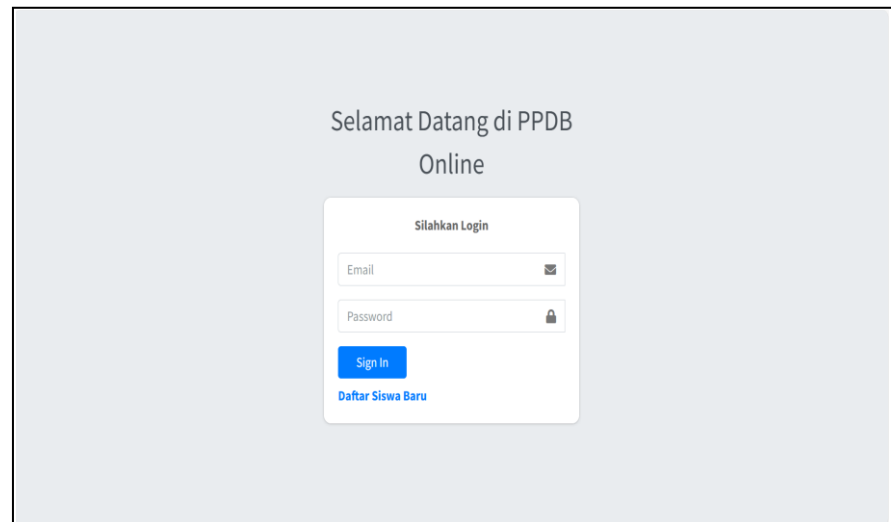 Selamat Datang di PPDB
Online
Silahkan Login
Email
Password
Sign In
Daftar Siswa Baru